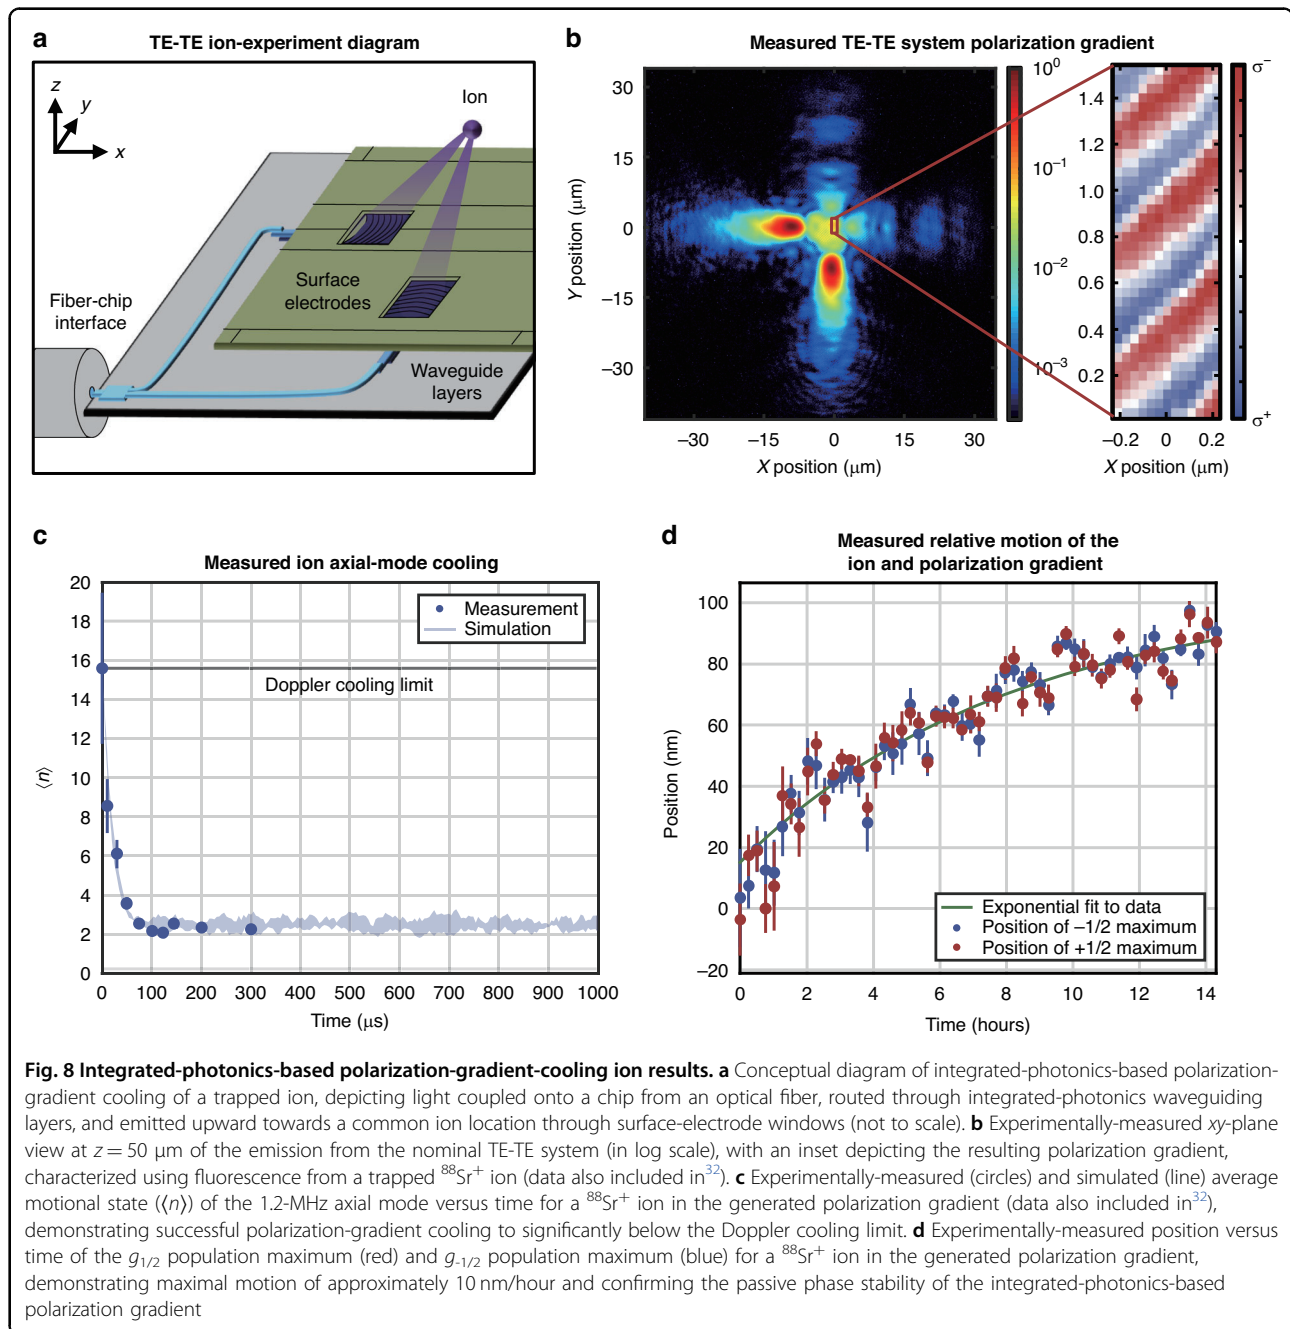 a
TE-TE ion-experiment diagram
z
y
x
Ion
Fiber-chip
interface
Surface
electrodes
Waveguide
layers
b
Measured TE-TE system polarization gradient
30
15
0
−15
−30
Y position (μm)
−30
−15
0
15
30
X position (μm)
10⁰
10⁻¹
10⁻²
10⁻³
1.4
1.2
1.0
0.8
0.6
0.4
0.2
−0.2
0
0.2
X position (μm)
σ⁻
σ⁺
c
Measured ion axial-mode cooling
20
18
16
14
12
10
8
6
4
2
0
⟨n⟩
Measurement
Simulation
Doppler cooling limit
0
100
200
300
400
500
600
700
800
900
1000
Time (μs)
d
Measured relative motion of the
ion and polarization gradient
100
80
60
40
20
0
−20
Position (nm)
Exponential fit to data
Position of −1/2 maximum
Position of +1/2 maximum
0
2
4
6
8
10
12
14
Time (hours)
Fig. 8 Integrated-photonics-based polarization-gradient-cooling ion results. a Conceptual diagram of integrated-photonics-based polarization-
gradient cooling of a trapped ion, depicting light coupled onto a chip from an optical fiber, routed through integrated-photonics waveguiding
layers, and emitted upward towards a common ion location through surface-electrode windows (not to scale). b Experimentally-measured xy-plane
view at z = 50 μm of the emission from the nominal TE-TE system (in log scale), with an inset depicting the resulting polarization gradient,
characterized using fluorescence from a trapped ⁸⁸Sr⁺ ion (data also included in³²). c Experimentally-measured (circles) and simulated (line) average
motional state (⟨n⟩) of the 1.2-MHz axial mode versus time for a ⁸⁸Sr⁺ ion in the generated polarization gradient (data also included in³²),
demonstrating successful polarization-gradient cooling to significantly below the Doppler cooling limit. d Experimentally-measured position versus
time of the g1/2 population maximum (red) and g-1/2 population maximum (blue) for a ⁸⁸Sr⁺ ion in the generated polarization gradient,
demonstrating maximal motion of approximately 10 nm/hour and confirming the passive phase stability of the integrated-photonics-based
polarization gradient